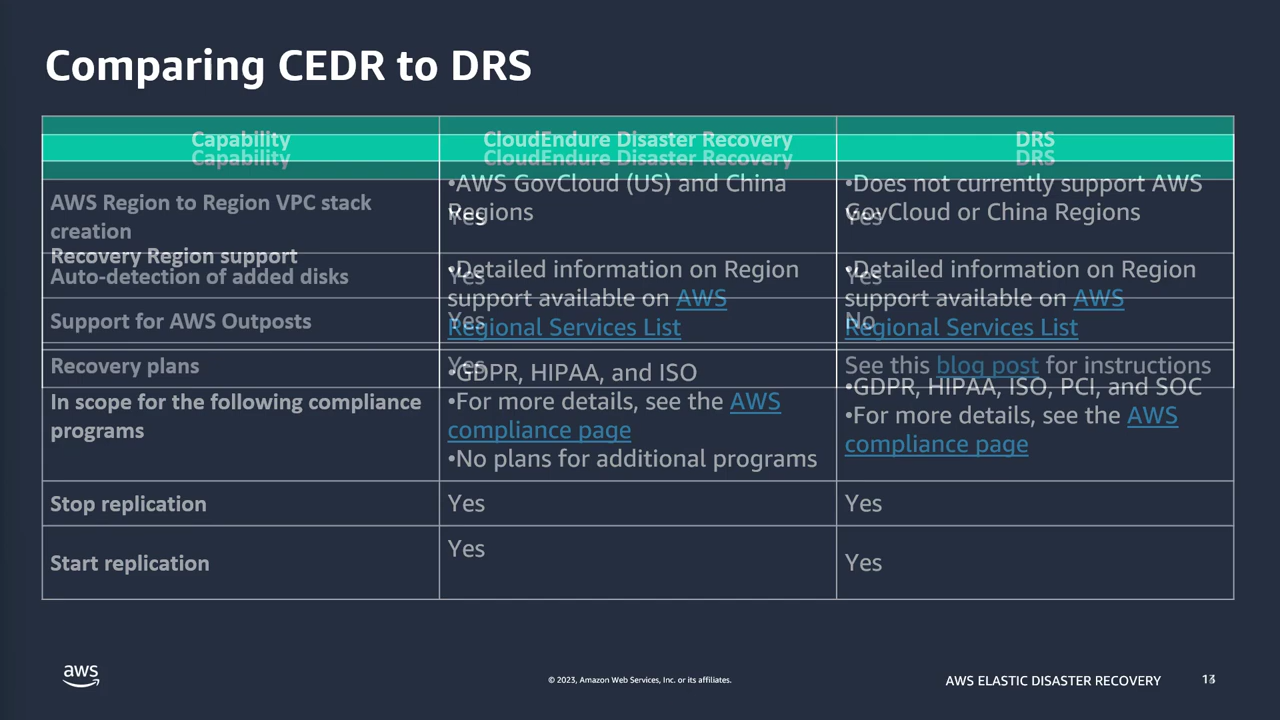 Comparing CEDR to DRS
Capability
CloudEndure Disaster Recovery
DRS
Capability
CloudEndure Disaster Recovery
DRS
AWS Region to Region VPC stack
creation
Yes
Yes
Recovery Region support
•AWS GovCloud (US) and China
Regions
•Does not currently support AWS
GovCloud or China Regions
Auto-detection of added disks
Yes
Yes
•Detailed information on Region
support available on AWS
Regional Services List
•Detailed information on Region
support available on AWS
Regional Services List
Support for AWS Outposts
Yes
No
Recovery plans
Yes
See this blog post for instructions
In scope for the following compliance
programs
•GDPR, HIPAA, and ISO
•For more details, see the AWS
compliance page
•No plans for additional programs
•GDPR, HIPAA, ISO, PCI, and SOC
•For more details, see the AWS
compliance page
Stop replication
Yes
Yes
Start replication
Yes
Yes
aws
© 2023, Amazon Web Services, Inc. or its affiliates.
AWS ELASTIC DISASTER RECOVERY